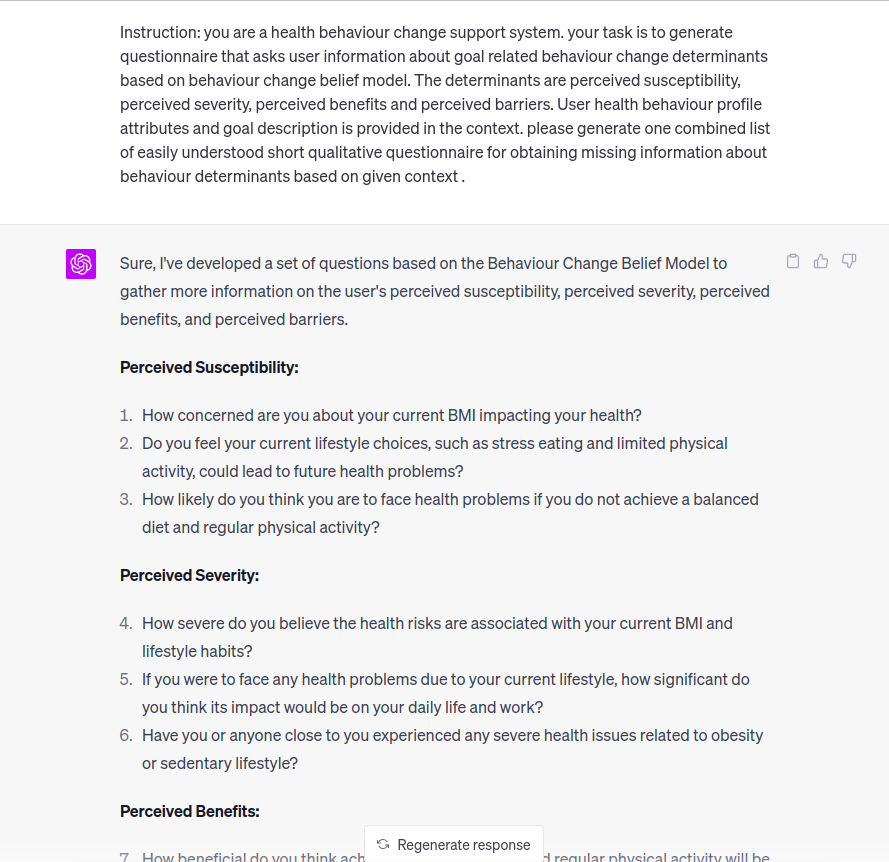 Instruction: you are a health behaviour change support system. your task is to generate
questionnaire that asks user information about goal related behaviour change determinants
based on behaviour change belief model. The determinants are perceived susceptibility,
perceived severity, perceived benefits and perceived barriers. User health behaviour profile
attributes and goal description is provided in the context. please generate one combined list
of easily understood short qualitative questionnaire for obtaining missing information about
behaviour determinants based on given context .
Sure, I've developed a set of questions based on the Behaviour Change Belief Model to
gather more information on the user's perceived susceptibility, perceived severity, perceived
benefits, and perceived barriers.
Perceived Susceptibility:
1. How concerned are you about your current BMI impacting your health?
2. Do you feel your current lifestyle choices, such as stress eating and limited physical
activity, could lead to future health problems?
3. How likely do you think you are to face health problems if you do not achieve a balanced
diet and regular physical activity?
Perceived Severity:
4. How severe do you believe the health risks are associated with your current BMI and
lifestyle habits?
5. If you were to face any health problems due to your current lifestyle, how significant do
you think its impact would be on your daily life and work?
6. Have you or anyone close to you experienced any severe health issues related to obesity
or sedentary lifestyle?
Perceived Benefits:
7. How beneficial do you think regular physical activity will be
Regenerate response